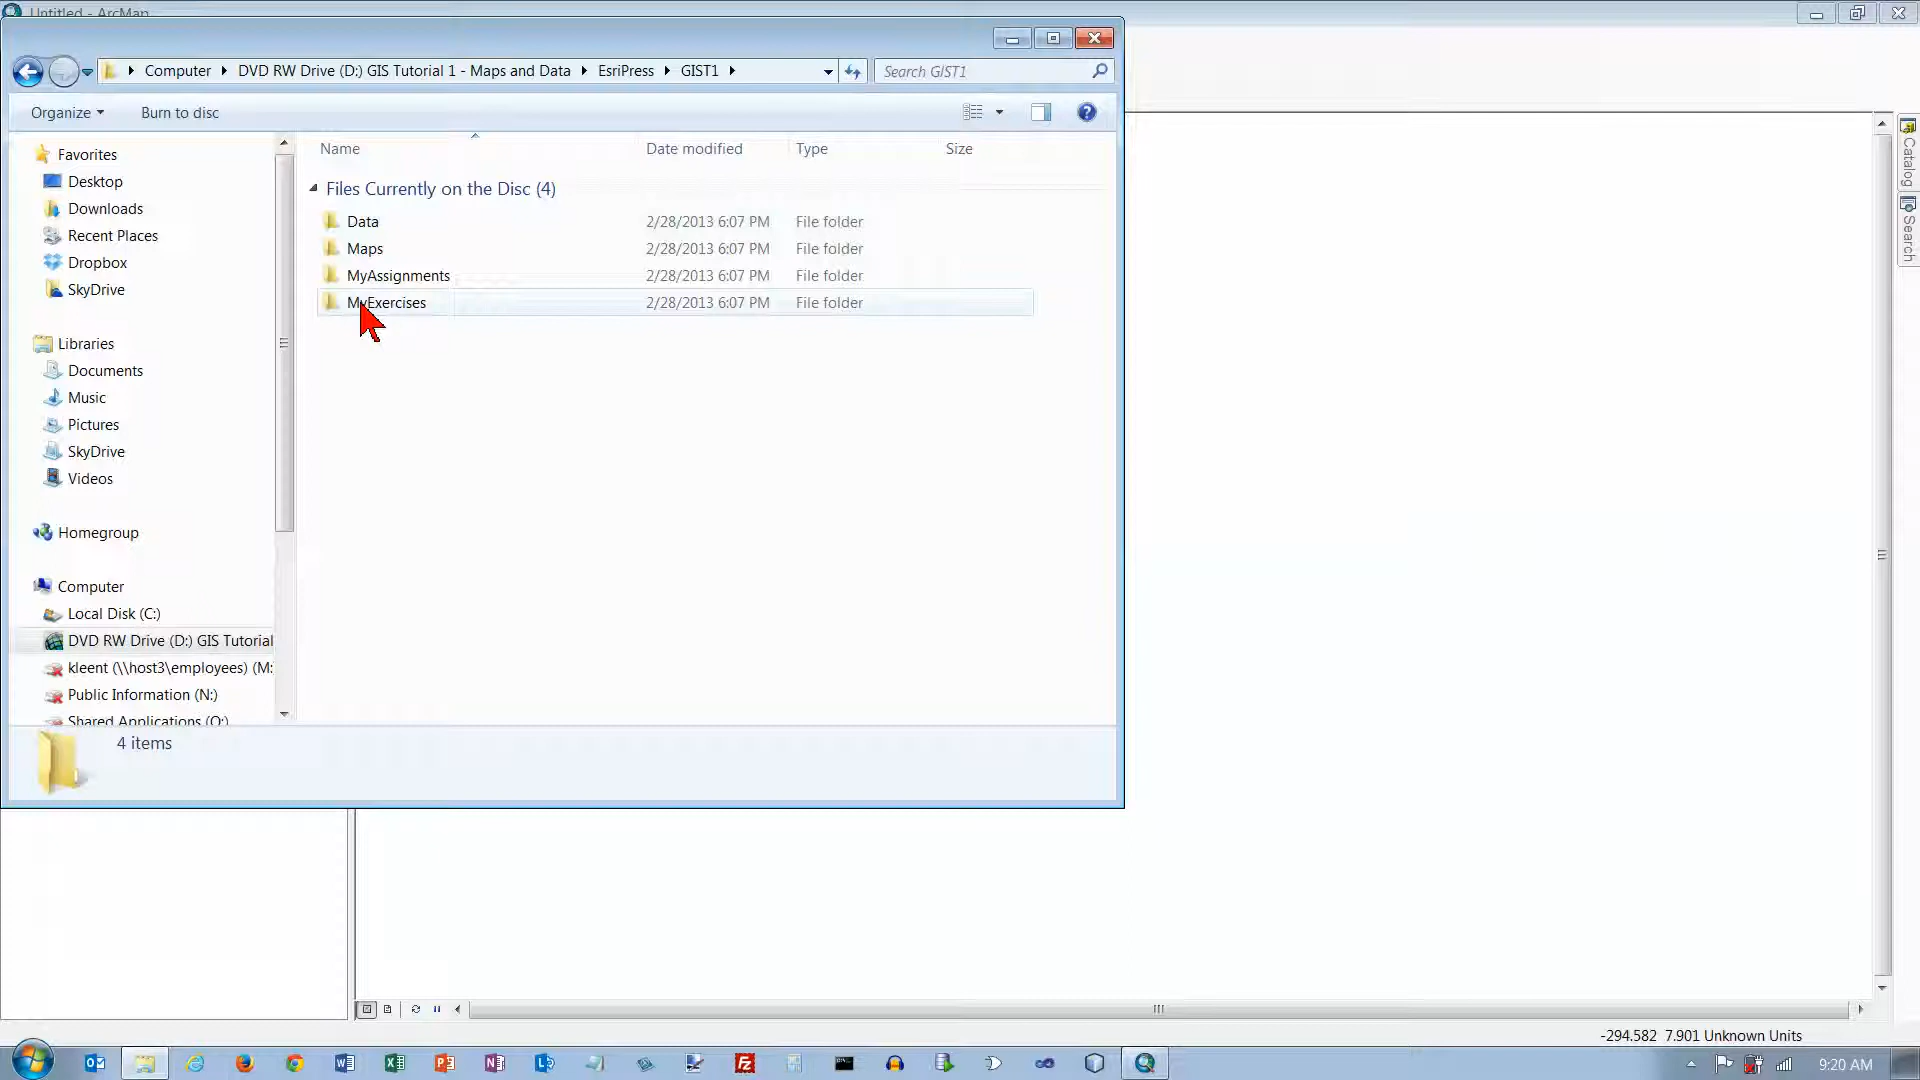 Untitled - ArcMap
Computer DVD RW Drive (D:) GIS Tutorial 1 - Maps and Data EsriPress GIST1
Search GIST1
Organize Burn to disc
Name Date modified Type Size
Files Currently on the Disc (4)
Data 2/28/2013 6:07 PM File folder
Maps 2/28/2013 6:07 PM File folder
MyAssignments 2/28/2013 6:07 PM File folder
MyExercises 2/28/2013 6:07 PM File folder
Favorites
Desktop
Downloads
Recent Places
Dropbox
SkyDrive
Libraries
Documents
Music
Pictures
SkyDrive
Videos
Homegroup
Computer
Local Disk (C:)
DVD RW Drive (D:) GIS Tutorial
kleent (\\host3\employees) (M:
Public Information (N:)
Shared Applications (O:)
4 items
Catalog
Search
-294.582 7.901 Unknown Units
9:20 AM